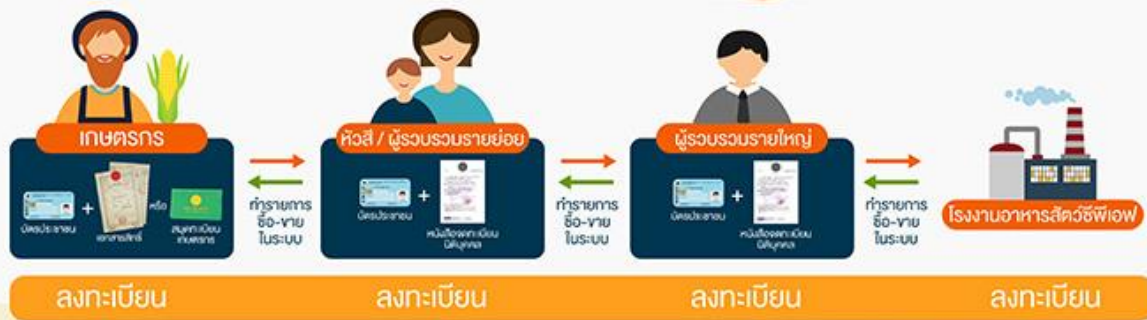 เกษตรกร
บัตรประชาชน
+
เอกสารสิทธิ์
หรือ
สมุดทะเบียน
เกษตรกร
ทำรายการ
ซื้อ-ขาย
ในระบบ
หัวสี / ผู้รวบรวมรายย่อย
บัตรประชาชน
+
หนังสือจดทะเบียน
นิติบุคคล
ทำรายการ
ซื้อ-ขาย
ในระบบ
ผู้รวบรวมรายใหญ่
บัตรประชาชน
+
หนังสือจดทะเบียน
นิติบุคคล
ทำรายการ
ซื้อ-ขาย
ในระบบ
โรงงานอาหารสัตว์ซีพีเอฟ
ลงทะเบียน
ลงทะเบียน
ลงทะเบียน
ลงทะเบียน